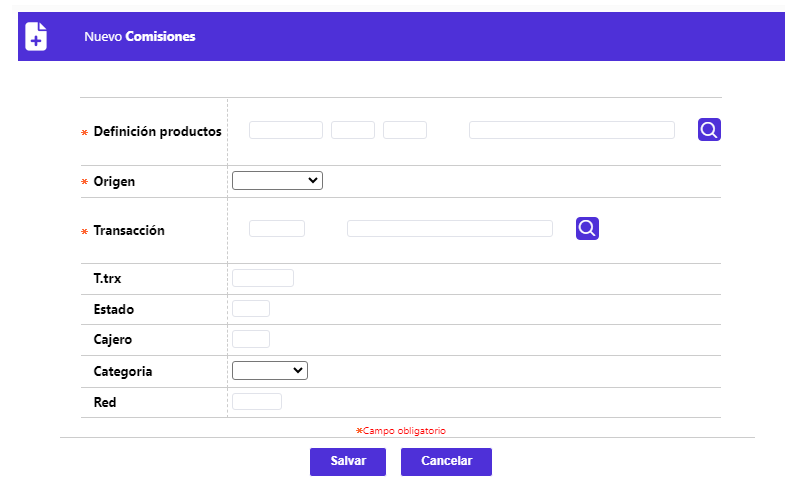 Nuevo Comisiones
* Definición productos
* Origen
* Transacción
T.trx
Estado
Cajero
Categoria
Red
*Campo obligatorio
Salvar Cancelar